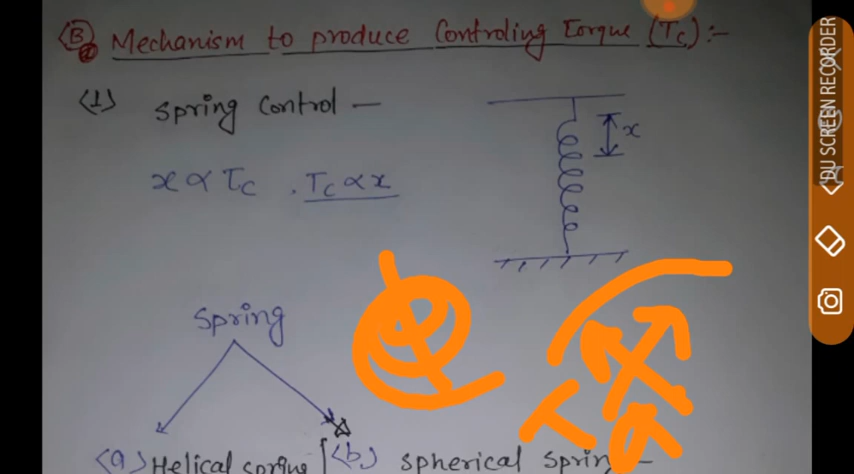 (B) Mechanism to produce Controling Torque (Tc) :-
(1) Spring Control —
x
x ∝ Tc . Tc ∝ x
Spring
(a) Helical spring (b) spherical spring -
DU SCREEN RECORDER